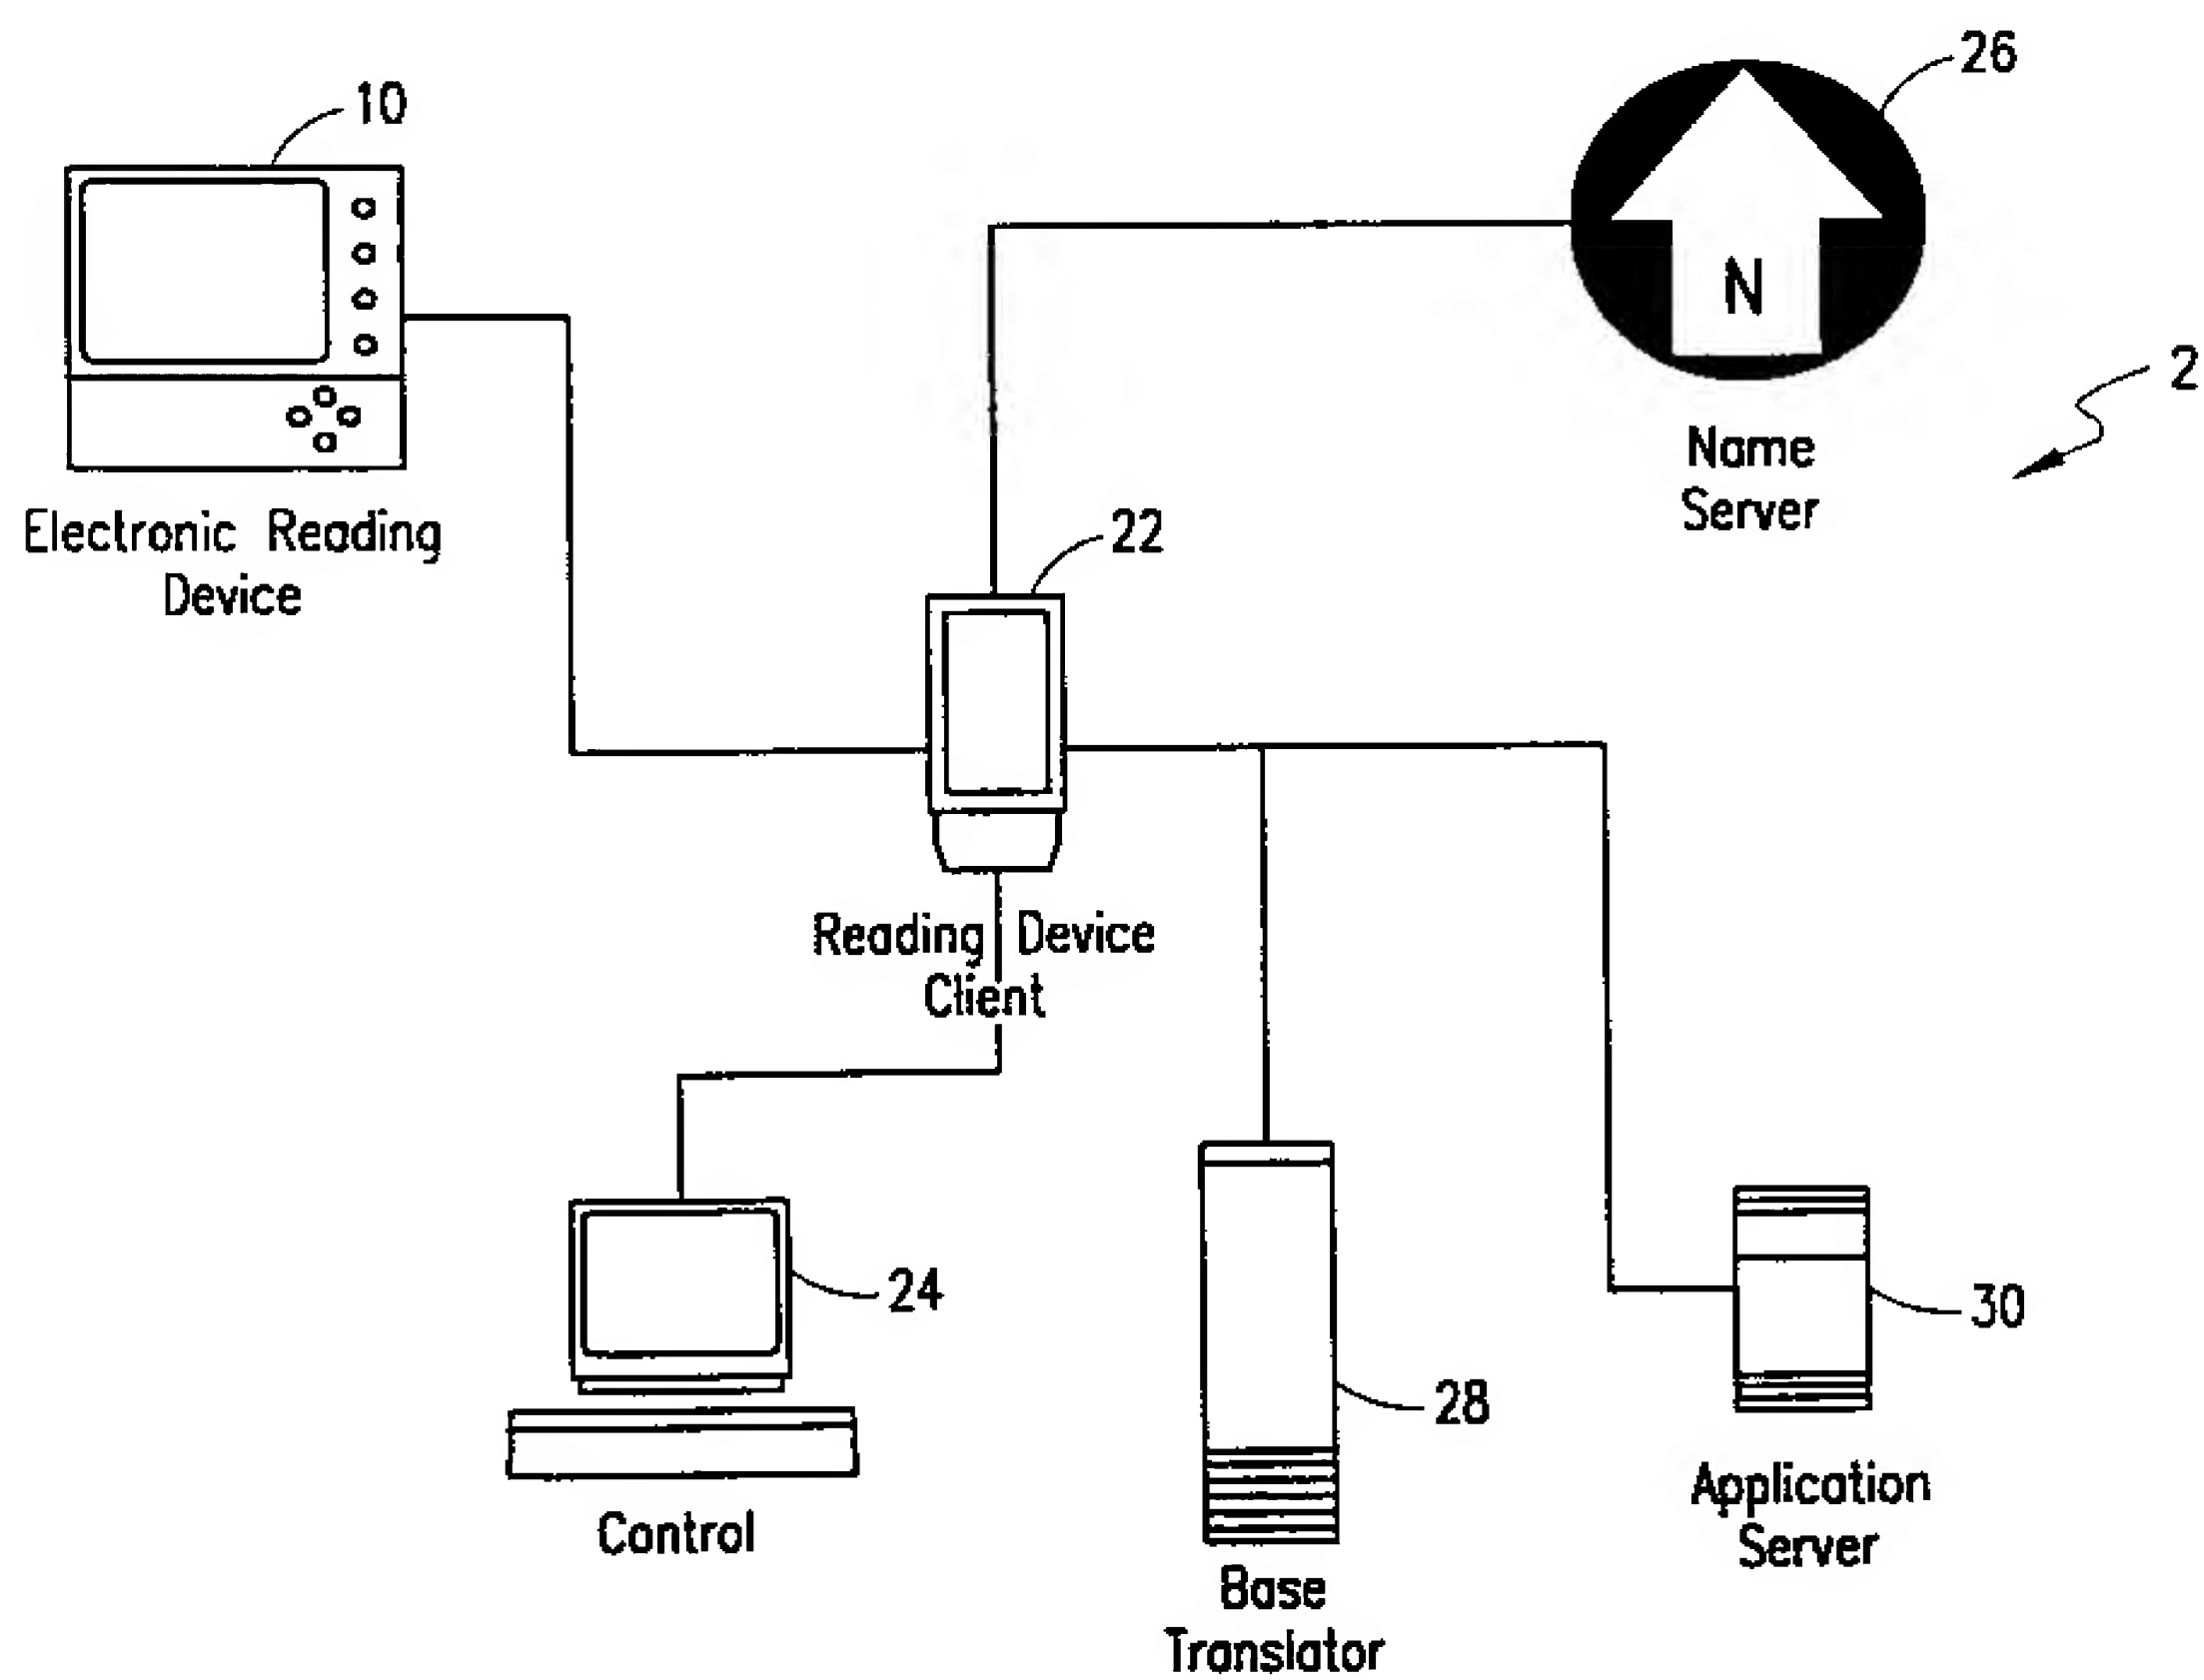 10
26
N
2
Name
Server
Electronic Reading
Device
22
Reading Device
Client
24
30
28
Control
Application
Server
Base
Translator